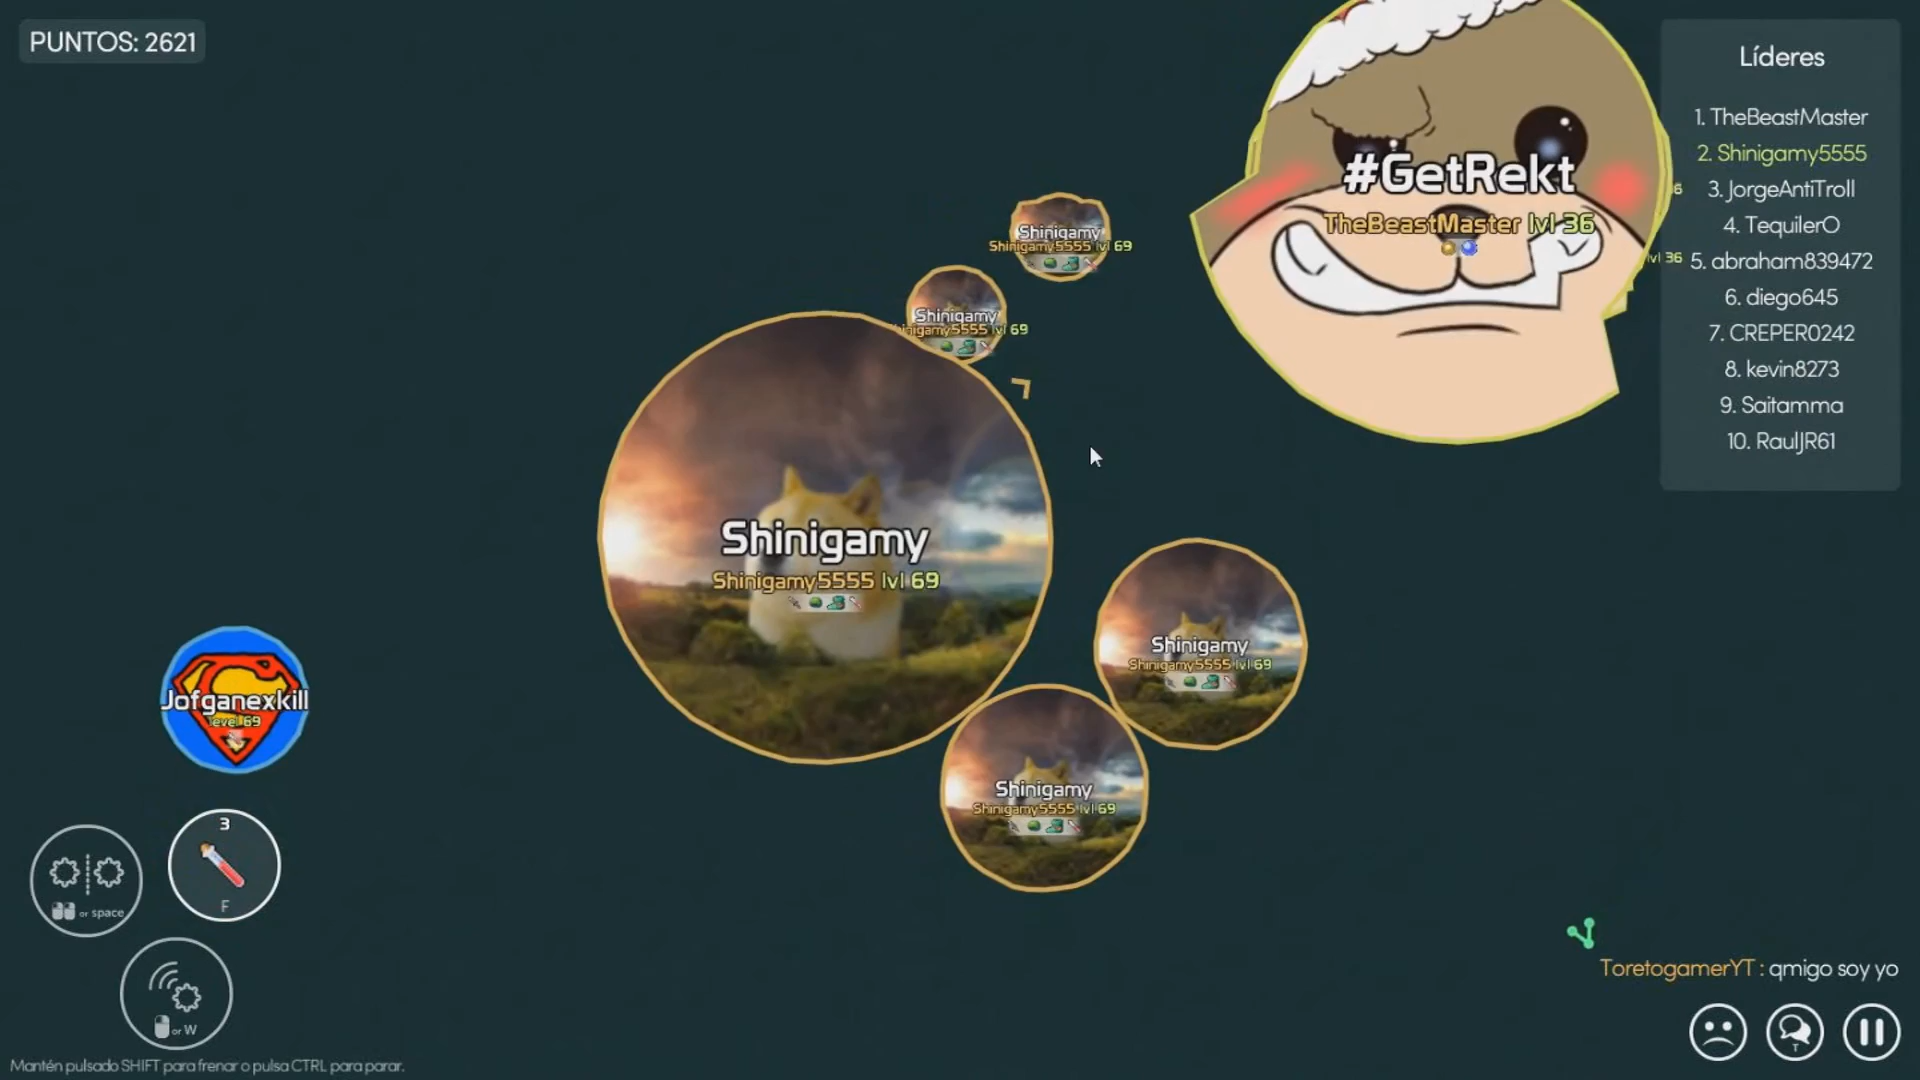 PUNTOS: 2621
Líderes
1. TheBeastMaster
2. Shinigamy5555
3. JorgeAntiTroll
4. TequilerO
5. abraham839472
6. diego645
7. CREPER0242
8. kevin8273
9. Saitamma
10. RaulJR61
#GetRekt
TheBeastMaster lvl 36
6
lvl 36
Shinigamy
Shinigamy5555 lvl 69
Shinigamy
Shinigamy5555 lvl 69
Shinigamy
Shinigamy5555 lvl 69
Shinigamy
Shinigamy5555 lvl 69
Shinigamy
Shinigamy5555 lvl 69
Jofganexkill
level 69
3
F
or space
or W
Mantén pulsado SHIFT para frenar o pulsa CTRL para parar.
ToretogamerYT : qmigo soy yo
T